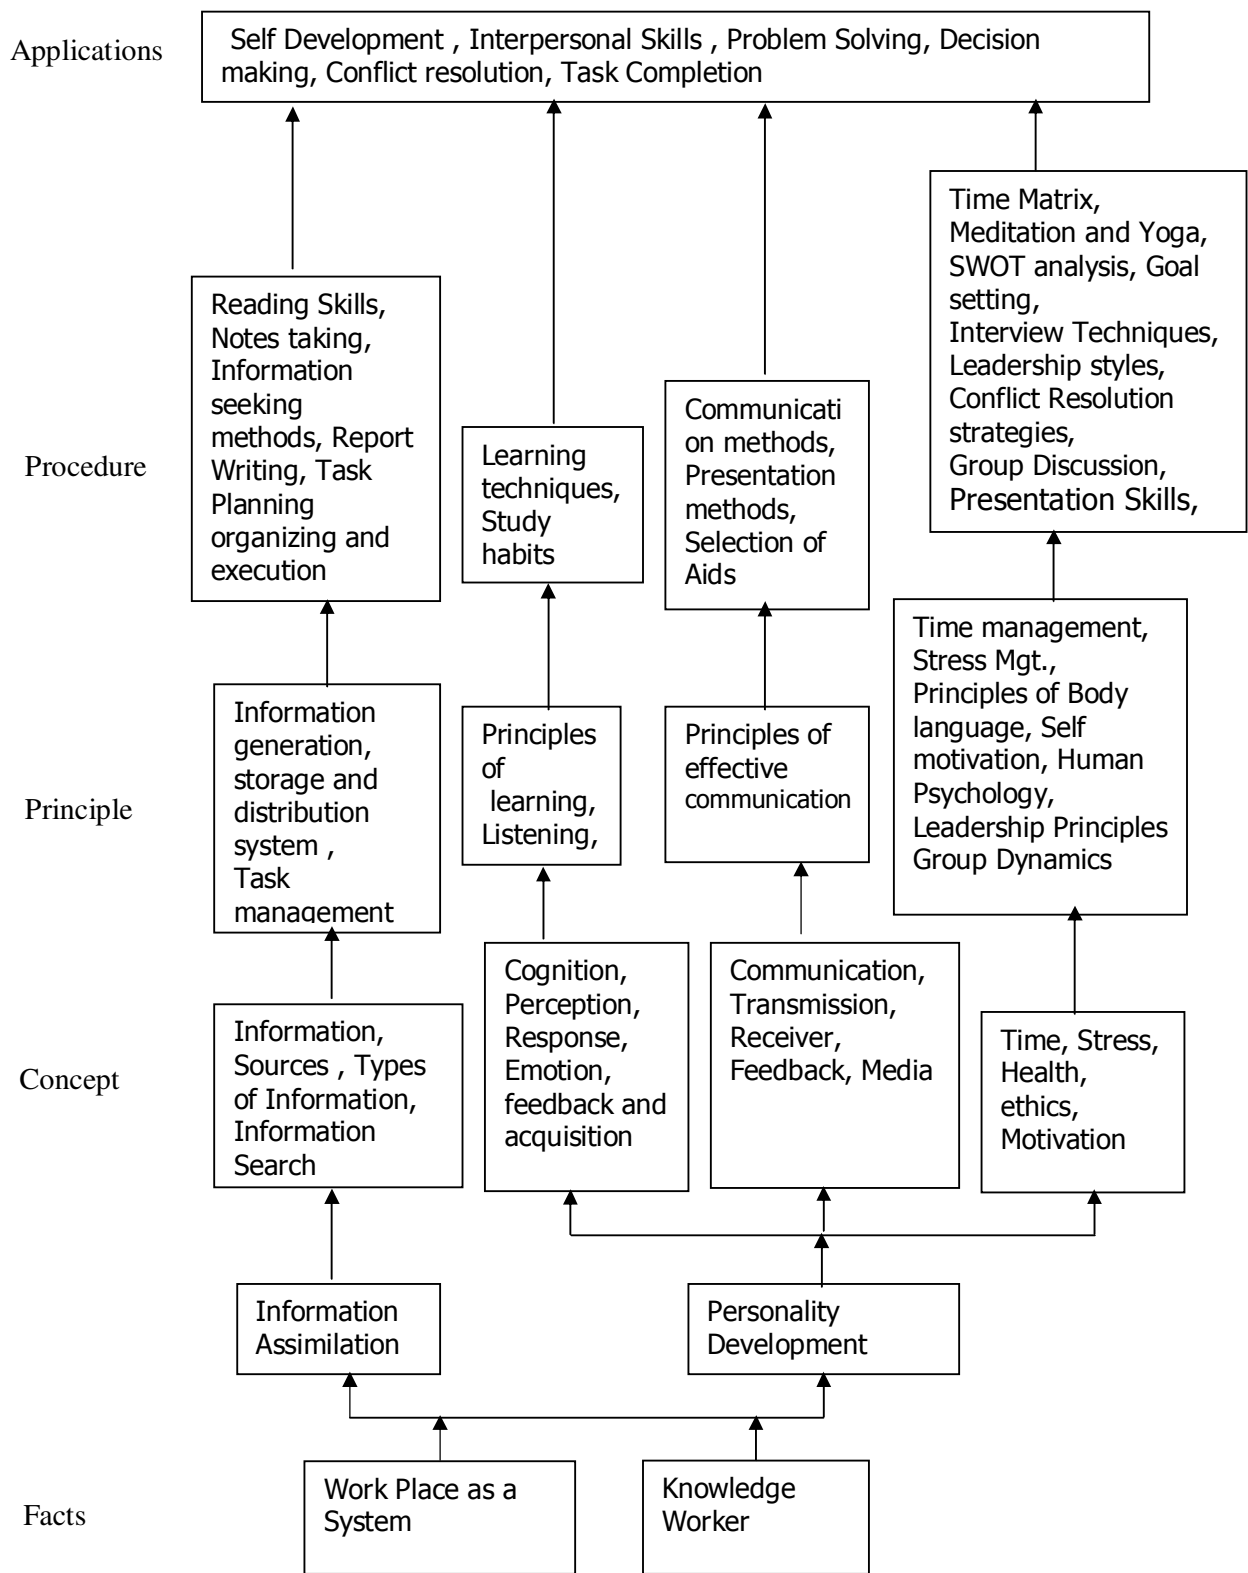 Applications
Self Development , Interpersonal Skills , Problem Solving, Decision
making, Conflict resolution, Task Completion
Time Matrix,
Meditation and Yoga,
SWOT analysis, Goal
setting,
Interview Techniques,
Leadership styles,
Conflict Resolution
strategies,
Group Discussion,
Presentation Skills,
Procedure
Reading Skills,
Notes taking,
Information
seeking
methods, Report
Writing, Task
Planning
organizing and
execution
Learning
techniques,
Study
habits
Communicati
on methods,
Presentation
methods,
Selection of
Aids
Principle
Information
generation,
storage and
distribution
system ,
Task
management
Principles
of
learning,
Listening,
Principles of
effective
communication
Time management,
Stress Mgt.,
Principles of Body
language, Self
motivation, Human
Psychology,
Leadership Principles
Group Dynamics
Concept
Information,
Sources , Types
of Information,
Information
Search
Cognition,
Perception,
Response,
Emotion,
feedback and
acquisition
Communication,
Transmission,
Receiver,
Feedback, Media
Time, Stress,
Health,
ethics,
Motivation
Information
Assimilation
Personality
Development
Facts
Work Place as a
System
Knowledge
Worker